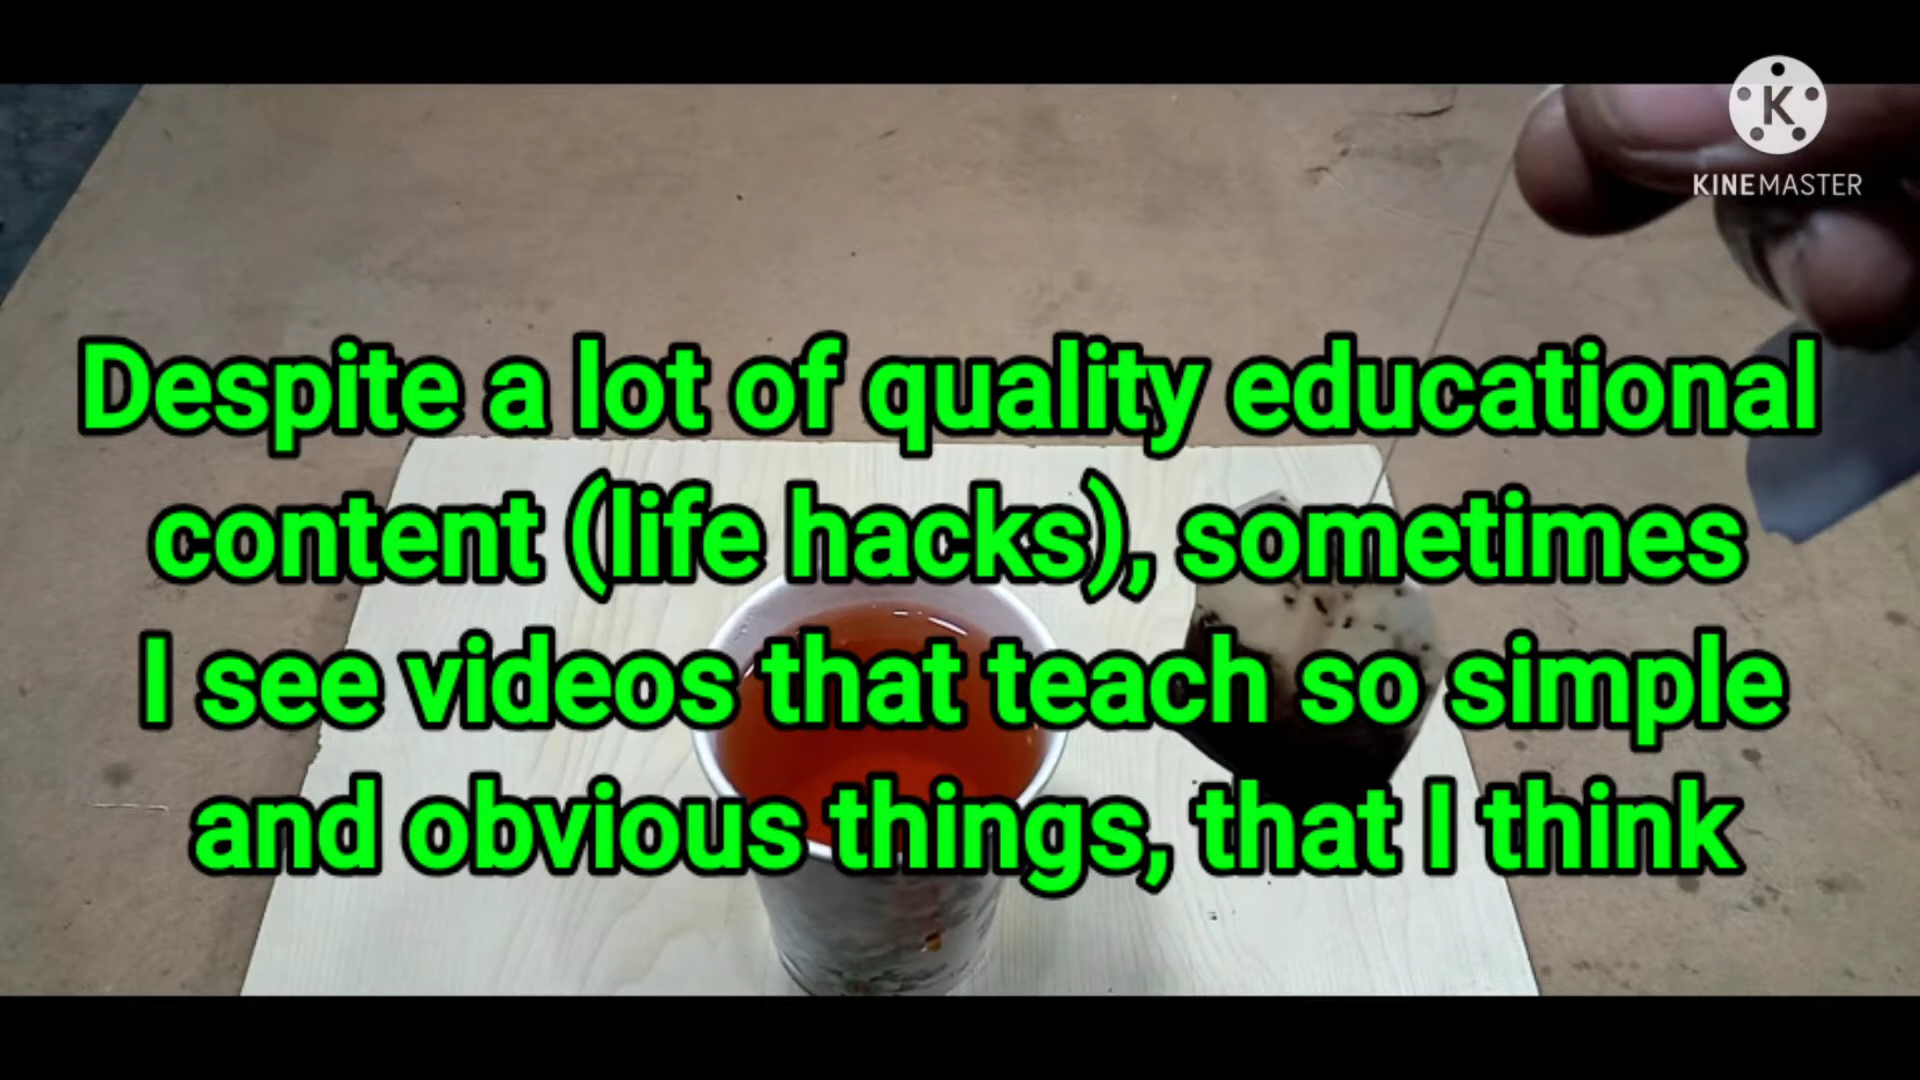 K
KINEMASTER
Despite a lot of quality educational
content (life hacks), sometimes
I see videos that teach so simple
and obvious things, that I think